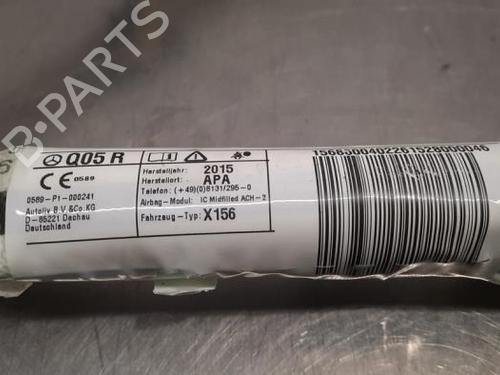 B-PARTS
Q05 R
CE 0589
0589-P1-000241
Autoliv B.V.&Co.KG
D-85221 Dachau
Deutschland
Herstelljahr: 2015
Herstellort: APA
Telefon: (+49)(0)8131/295-0
Airbag-Modul: IC Midfilled ACH-2
Fahrzeug-Typ: X156